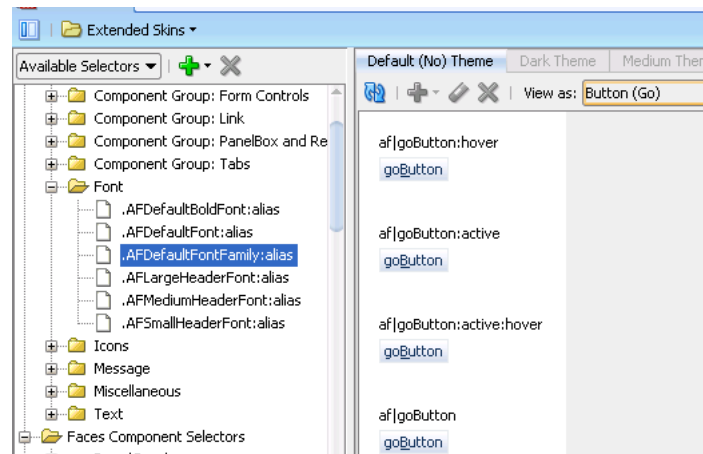 Extended Skins
Available Selectors
Component Group: Form Controls
Component Group: Link
Component Group: PanelBox and Re
Component Group: Tabs
Font
.AFDefaultBoldFont:alias
.AFDefaultFont:alias
.AFDefaultFontFamily:alias
.AFLargeHeaderFont:alias
.AFMediumHeaderFont:alias
.AFSmallHeaderFont:alias
Icons
Message
Miscellaneous
Text
Faces Component Selectors
Default (No) Theme
Dark Theme
Medium Ther
View as: Button (Go)
af|goButton:hover
goButton
af|goButton:active
goButton
af|goButton:active:hover
goButton
af|goButton
goButton